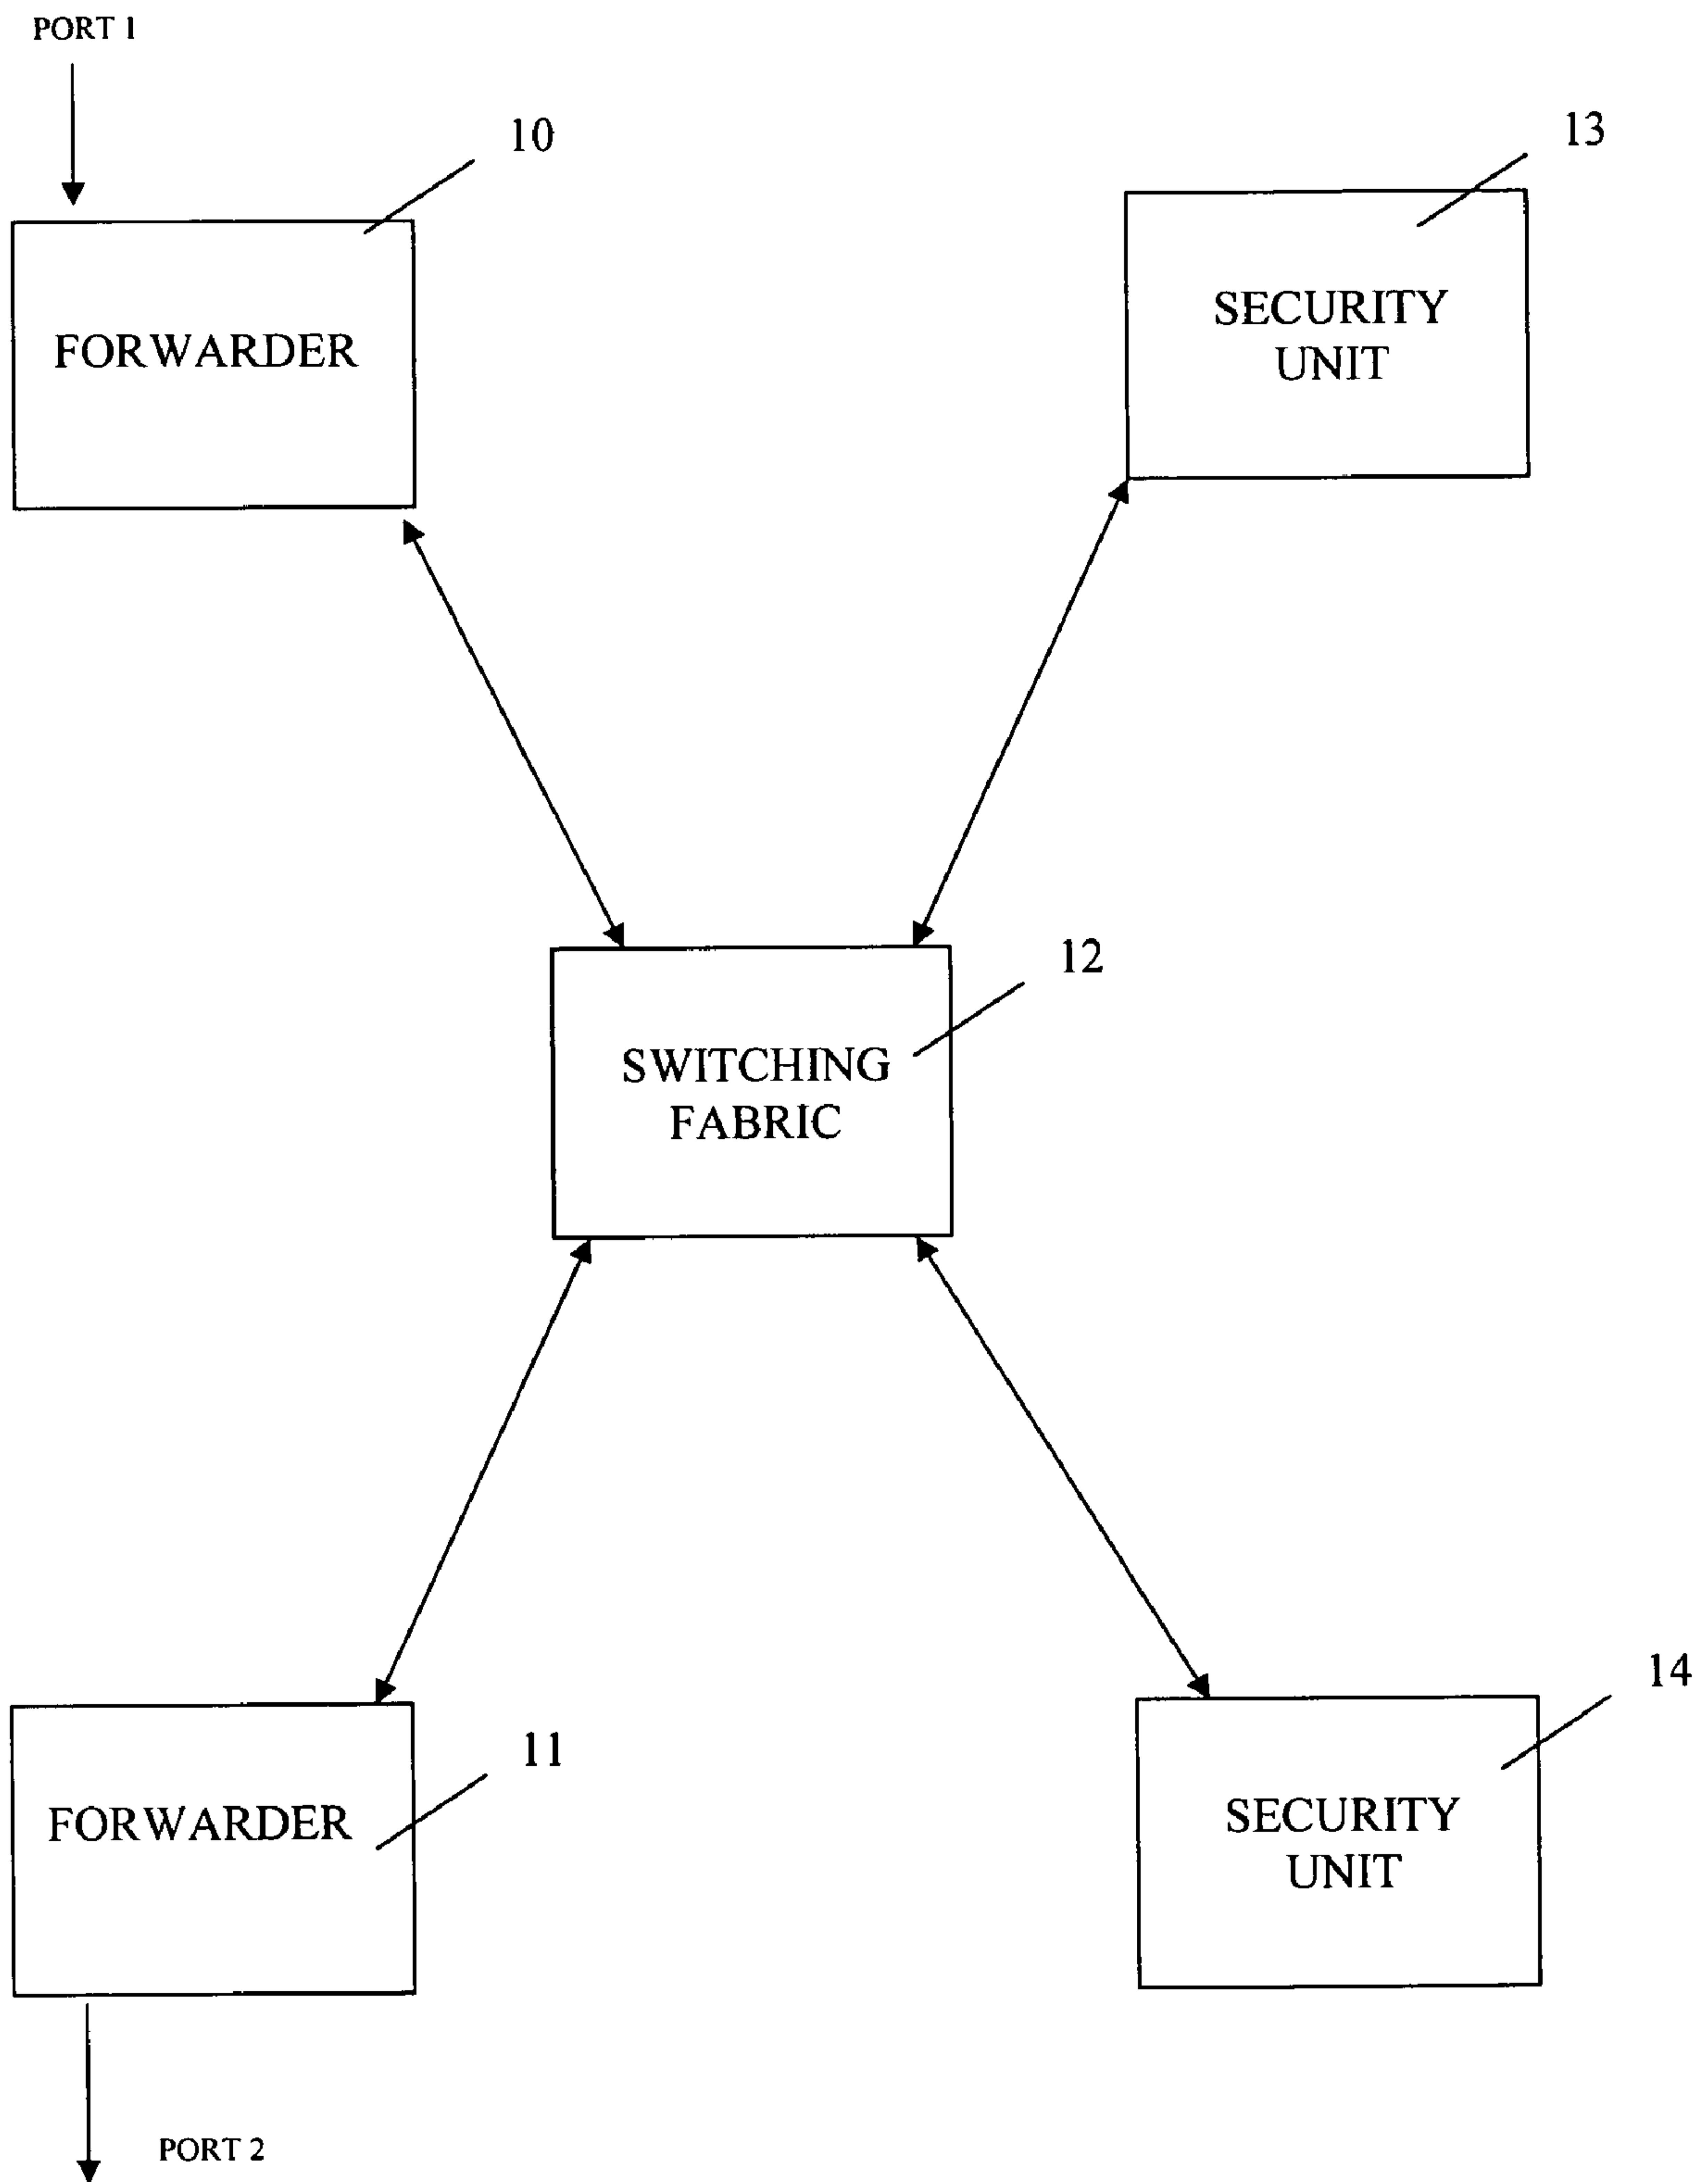 PORT 1
10
13
FORWARDER
SECURITY
UNIT
12
SWITCHING
FABRIC
14
11
FORWARDER
SECURITY
UNIT
PORT 2